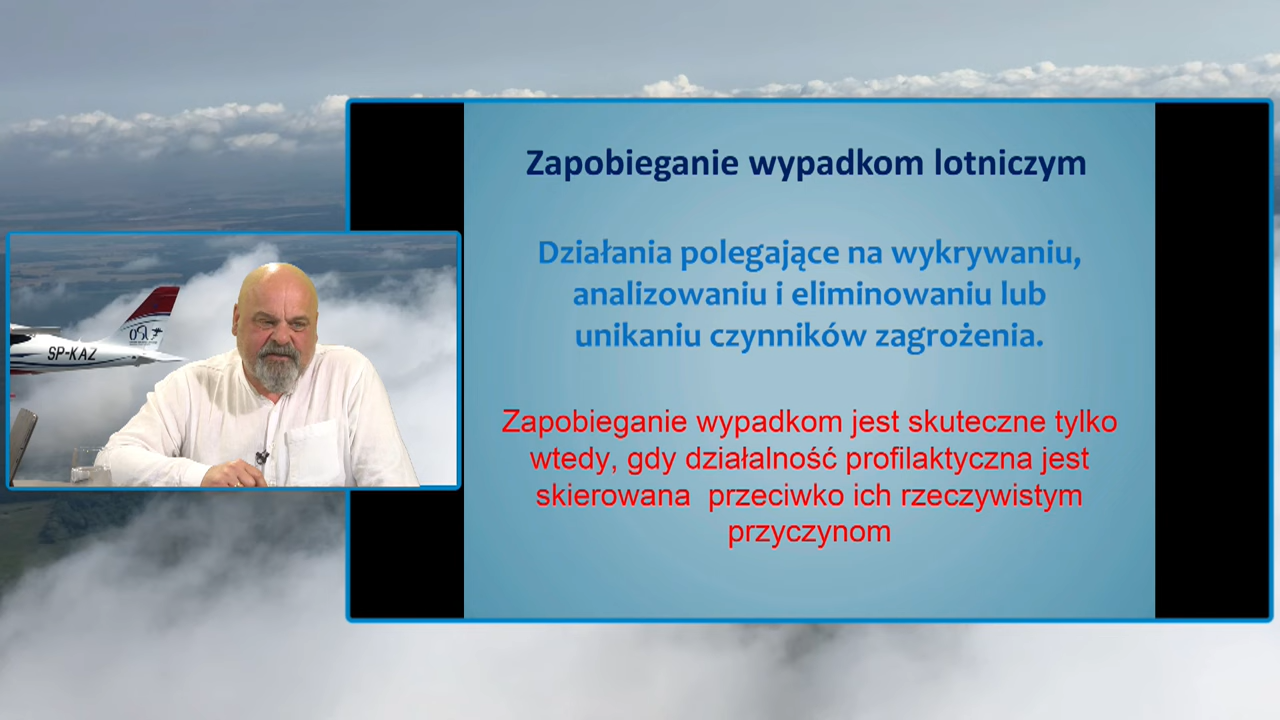 Zapobieganie wypadkom lotniczym
Działania polegające na wykrywaniu,
analizowaniu i eliminowaniu lub
unikaniu czynników zagrożenia.
Zapobieganie wypadkom jest skuteczne tylko
wtedy, gdy działalność profilaktyczna jest
skierowana przeciwko ich rzeczywistym
przyczynom
SP-KAZ